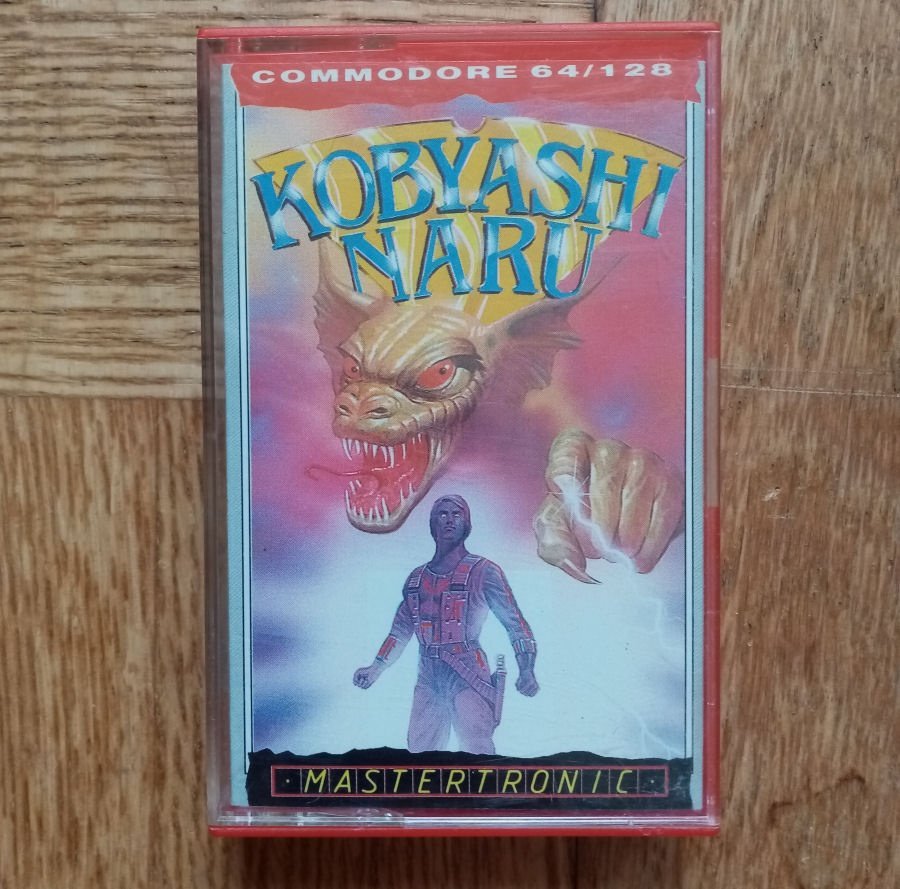 COMMODORE 64/128
KOBYASHI
NARU
· MASTERTRONIC ·